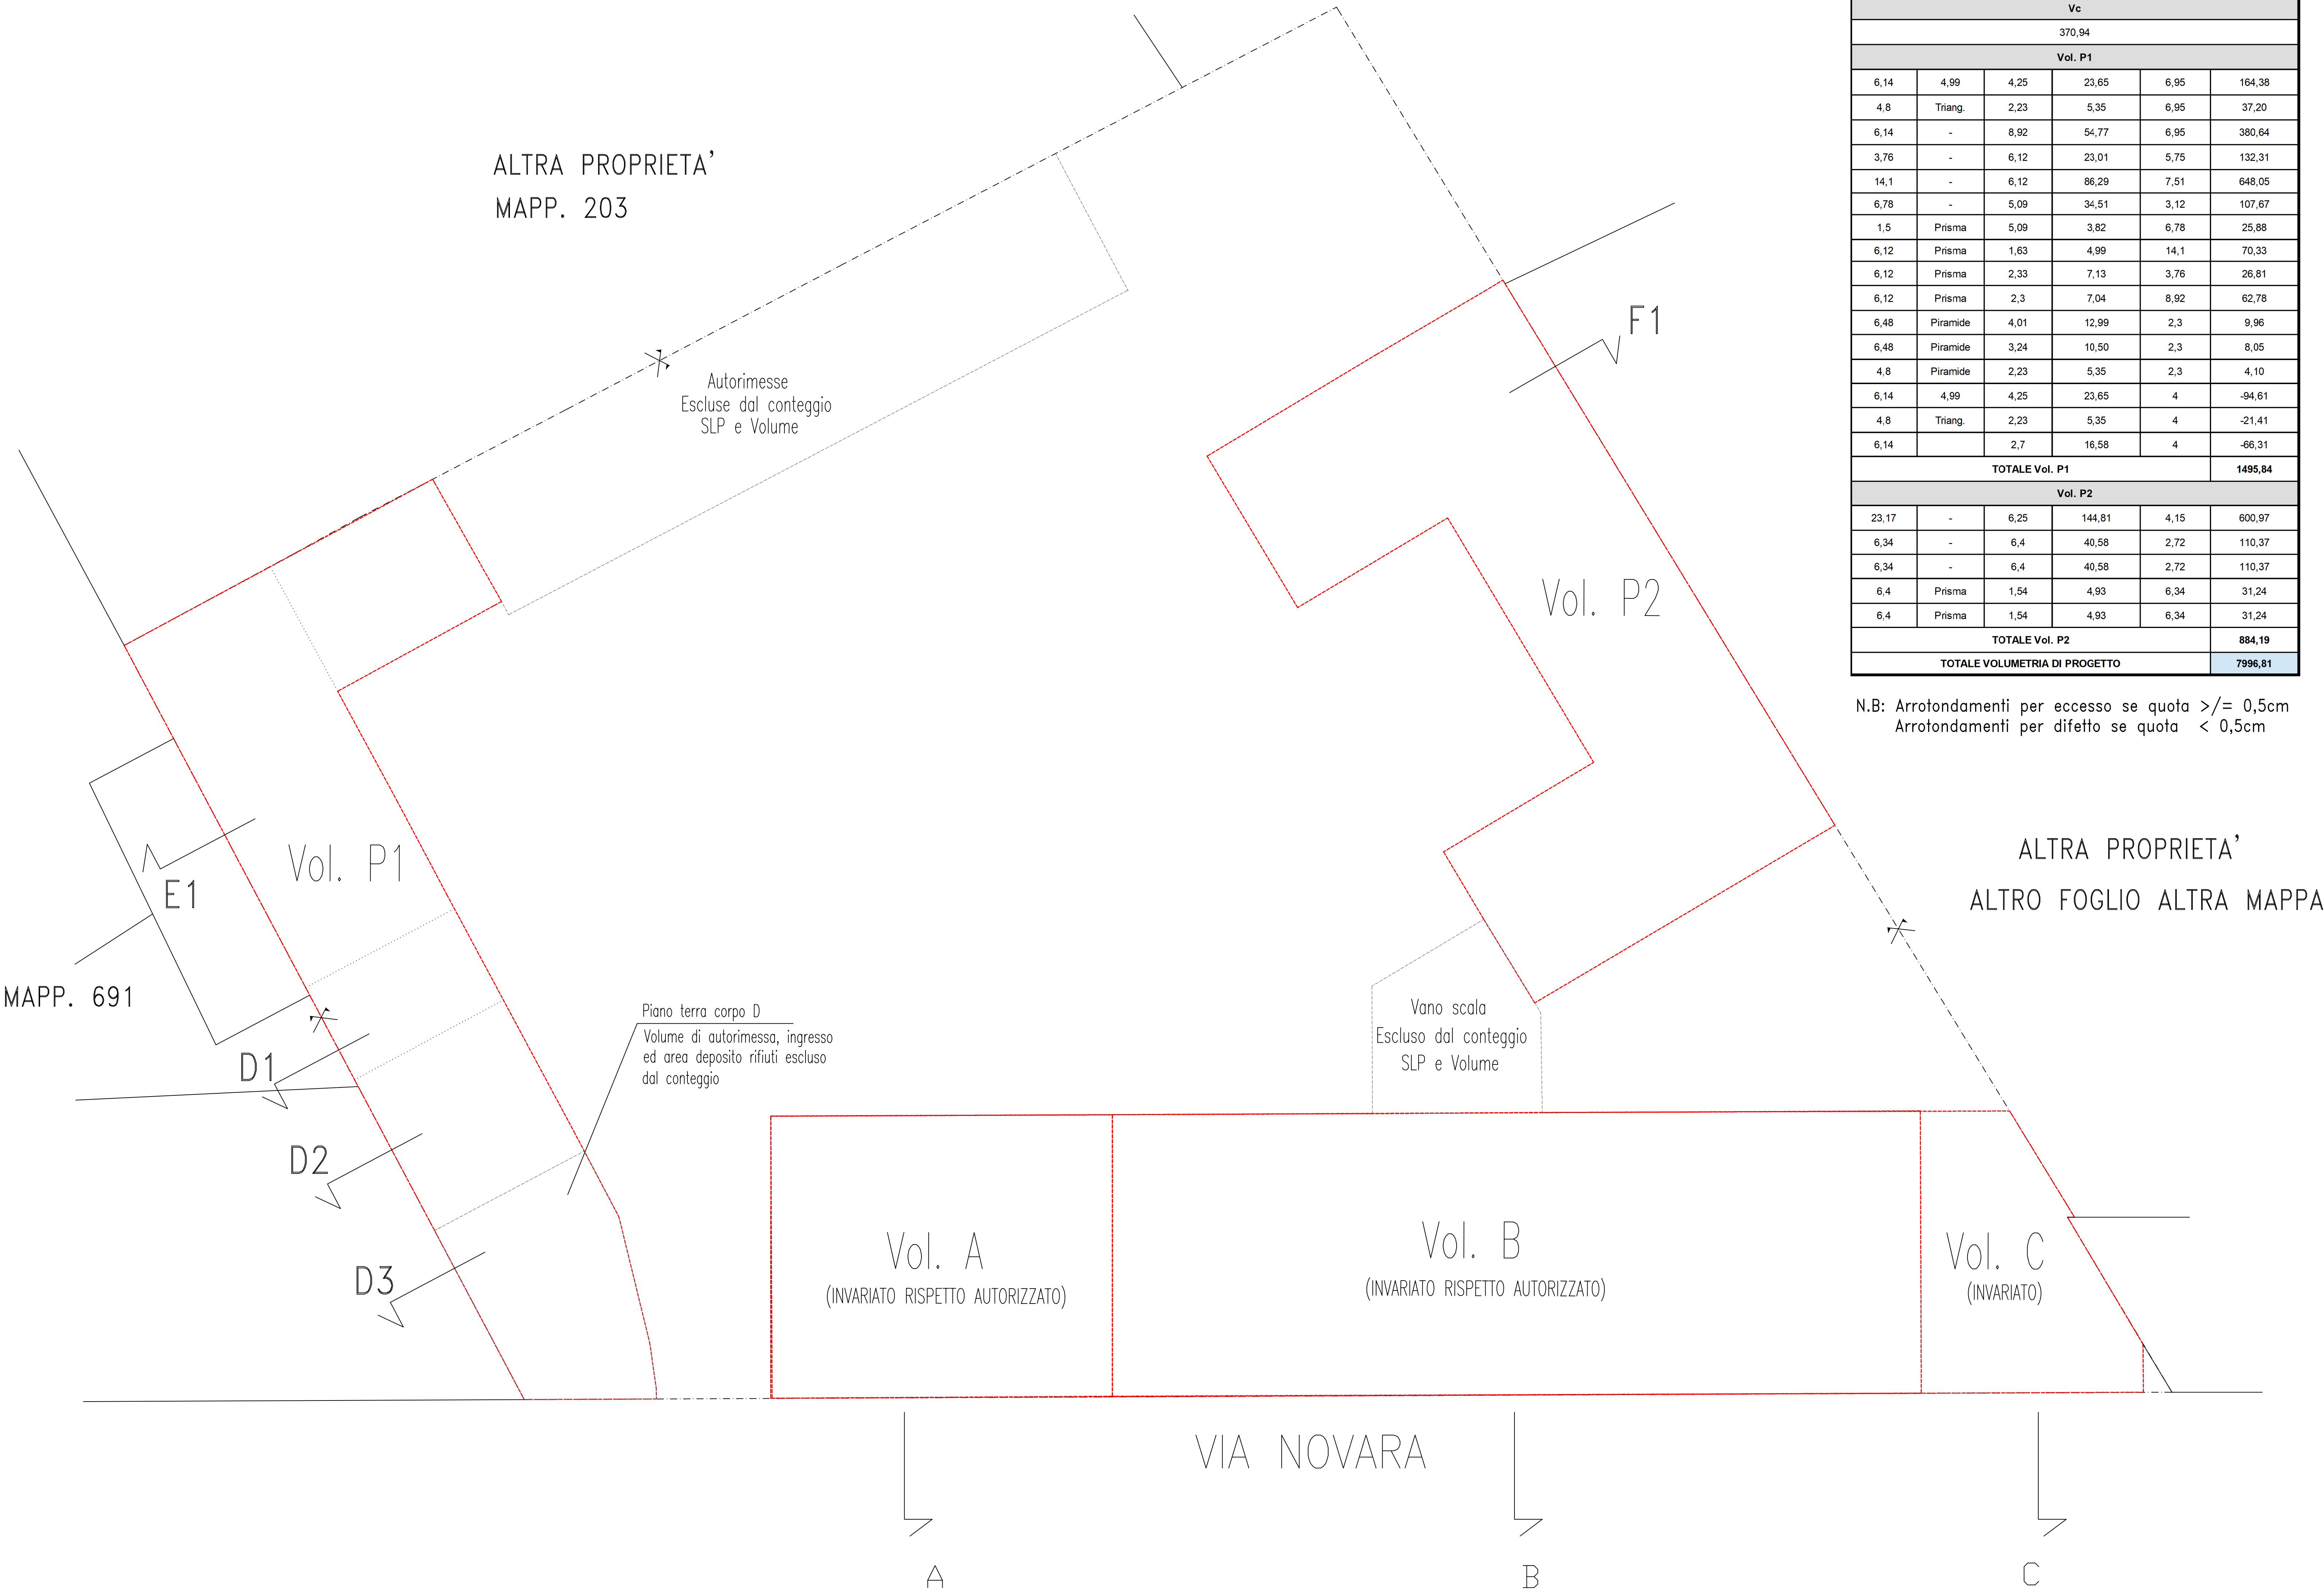 Vc
370,94
Vol. P1
6,14 4,99 4,25 23,65 6,95 164,38
4,8 Triang. 2,23 5,35 6,95 37,20
6,14 - 8,92 54,77 6,95 380,64
3,76 - 6,12 23,01 5,75 132,31
14,1 - 6,12 86,29 7,51 648,05
6,78 - 5,09 34,51 3,12 107,67
1,5 Prisma 5,09 3,82 6,78 25,88
6,12 Prisma 1,63 4,99 14,1 70,33
6,12 Prisma 2,33 7,13 3,76 26,81
6,12 Prisma 2,3 7,04 8,92 62,78
6,48 Piramide 4,01 12,99 2,3 9,96
6,48 Piramide 3,24 10,50 2,3 8,05
4,8 Piramide 2,23 5,35 2,3 4,10
6,14 4,99 4,25 23,65 4 -94,61
4,8 Triang. 2,23 5,35 4 -21,41
6,14 2,7 16,58 4 -66,31
TOTALE Vol. P1 1495,84
Vol. P2
23,17 - 6,25 144,81 4,15 600,97
6,34 - 6,4 40,58 2,72 110,37
6,34 - 6,4 40,58 2,72 110,37
6,4 Prisma 1,54 4,93 6,34 31,24
6,4 Prisma 1,54 4,93 6,34 31,24
TOTALE Vol. P2 884,19
TOTALE VOLUMETRIA DI PROGETTO 7996,81
N.B: Arrotondamenti per eccesso se quota >/= 0,5cm
Arrotondamenti per difetto se quota < 0,5cm
ALTRA PROPRIETA'
MAPP. 203
F1
Autorimesse
Escluse dal conteggio
SLP e Volume
Vol. P2
ALTRA PROPRIETA'
ALTRO FOGLIO ALTRA MAPPA
Vol. P1
E1
MAPP. 691
Piano terra corpo D
Volume di autorimessa, ingresso
ed area deposito rifiuti escluso
dal conteggio
Vano scala
Escluso dal conteggio
SLP e Volume
D1
D2
D3
Vol. A
(INVARIATO RISPETTO AUTORIZZATO)
Vol. B
(INVARIATO RISPETTO AUTORIZZATO)
Vol. C
(INVARIATO)
VIA NOVARA
A
B
C